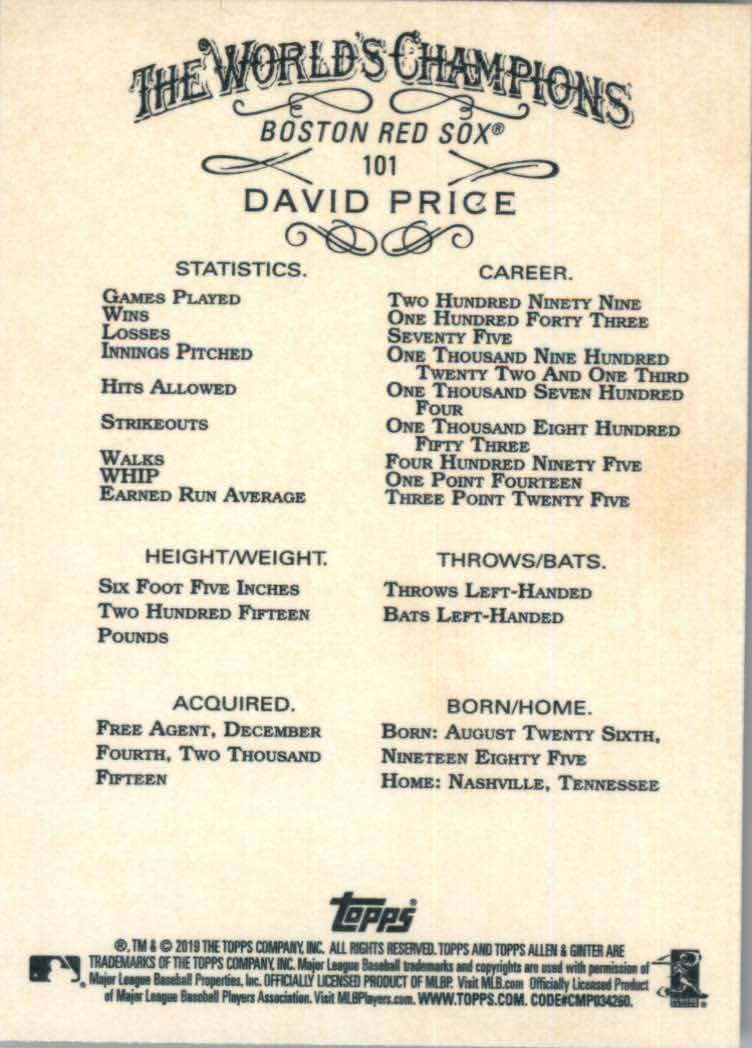 THE WORLD'S CHAMPIONS
BOSTON RED SOX®
101
DAVID PRICE
STATISTICS. CAREER.
GAMES PLAYED TWO HUNDRED NINETY NINE
WINS ONE HUNDRED FORTY THREE
LOSSES SEVENTY FIVE
INNINGS PITCHED ONE THOUSAND NINE HUNDRED
TWENTY TWO AND ONE THIRD
HITS ALLOWED ONE THOUSAND SEVEN HUNDRED
FOUR
STRIKEOUTS ONE THOUSAND EIGHT HUNDRED
FIFTY THREE
WALKS FOUR HUNDRED NINETY FIVE
WHIP ONE POINT FOURTEEN
EARNED RUN AVERAGE THREE POINT TWENTY FIVE
HEIGHT/WEIGHT.
SIX FOOT FIVE INCHES
TWO HUNDRED FIFTEEN
POUNDS
THROWS/BATS.
THROWS LEFT-HANDED
BATS LEFT-HANDED
ACQUIRED.
FREE AGENT, DECEMBER
FOURTH, TWO THOUSAND
FIFTEEN
BORN/HOME.
BORN: AUGUST TWENTY SIXTH,
NINETEEN EIGHTY FIVE
HOME: NASHVILLE, TENNESSEE
Topps®
®, TM & © 2019 THE TOPPS COMPANY, INC. ALL RIGHTS RESERVED. TOPPS AND TOPPS ALLEN & GINTER ARE
TRADEMARKS OF THE TOPPS COMPANY, INC. Major League Baseball trademarks and copyrights are used with permission of
Major League Baseball Properties, Inc. OFFICIALLY LICENSED PRODUCT OF MLBP. Visit MLB.com Officially Licensed Product
of Major League Baseball Players Association. Visit MLBPlayers.com. WWW.TOPPS.COM. CODE#CMP034260.